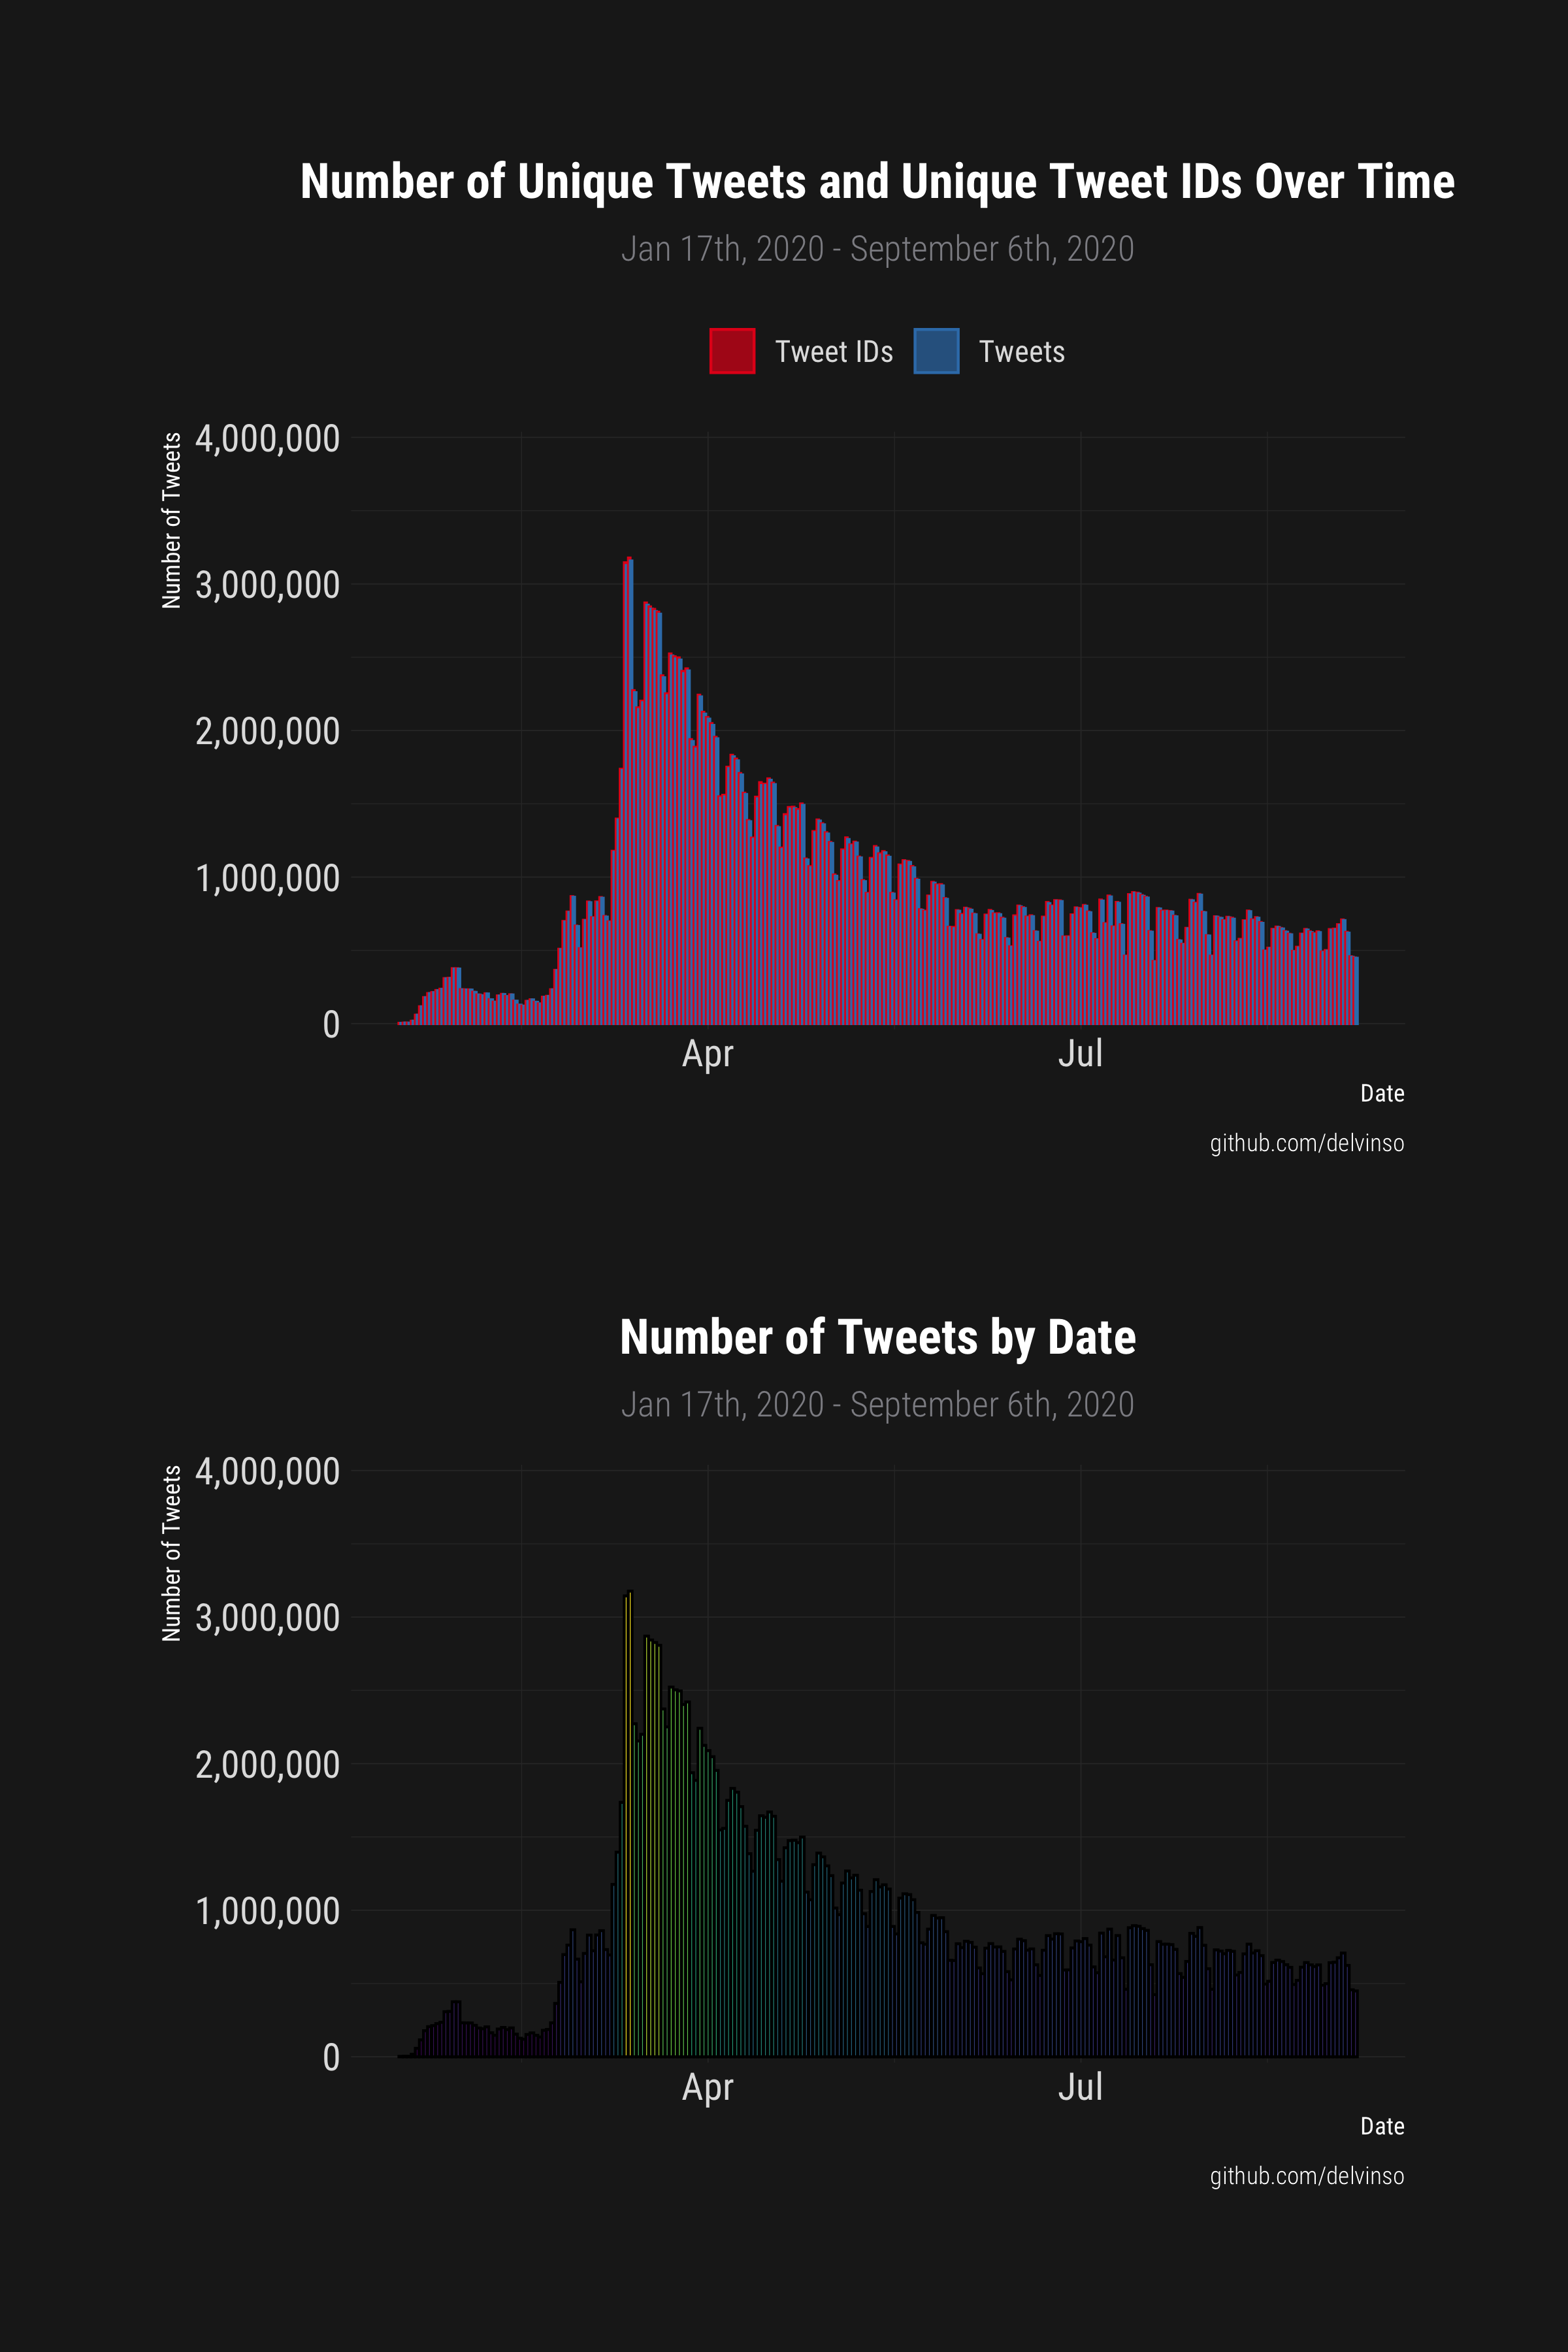 Number of Unique Tweets and Unique Tweet IDs Over Time
Jan 17th, 2020 - September 6th, 2020
Tweet IDs Tweets
Number of Tweets
4,000,000
3,000,000
2,000,000
1,000,000
0
Apr Jul
Date
github.com/delvinso
Number of Tweets by Date
Jan 17th, 2020 - September 6th, 2020
Number of Tweets
4,000,000
3,000,000
2,000,000
1,000,000
0
Apr Jul
Date
github.com/delvinso